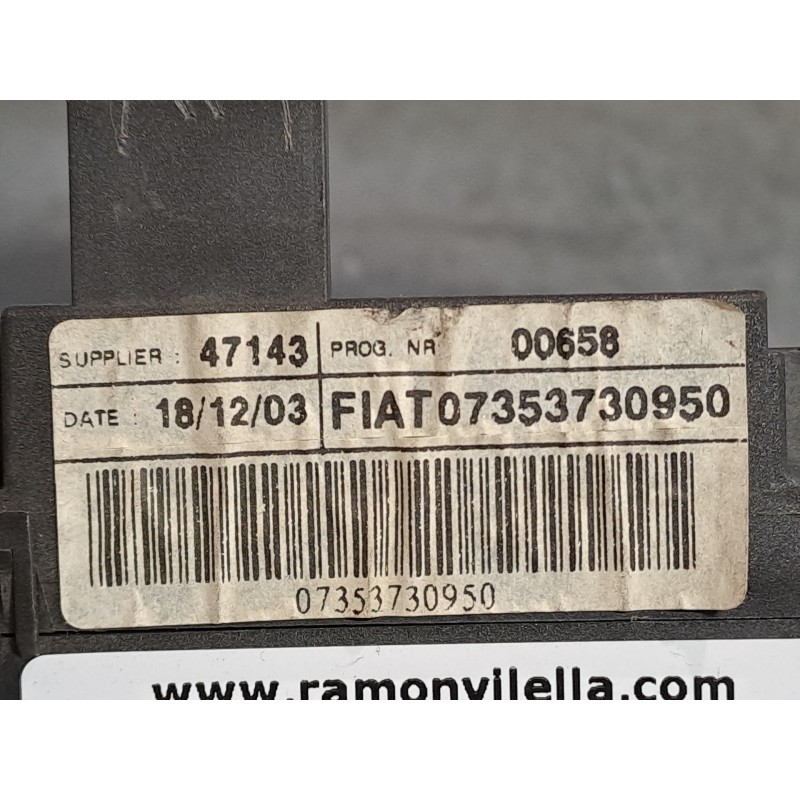 SUPPLIER : 47143 PROG. NR 00658
DATE : 18/12/03 FIAT07353730950
07353730950
www.ramonvilella.com